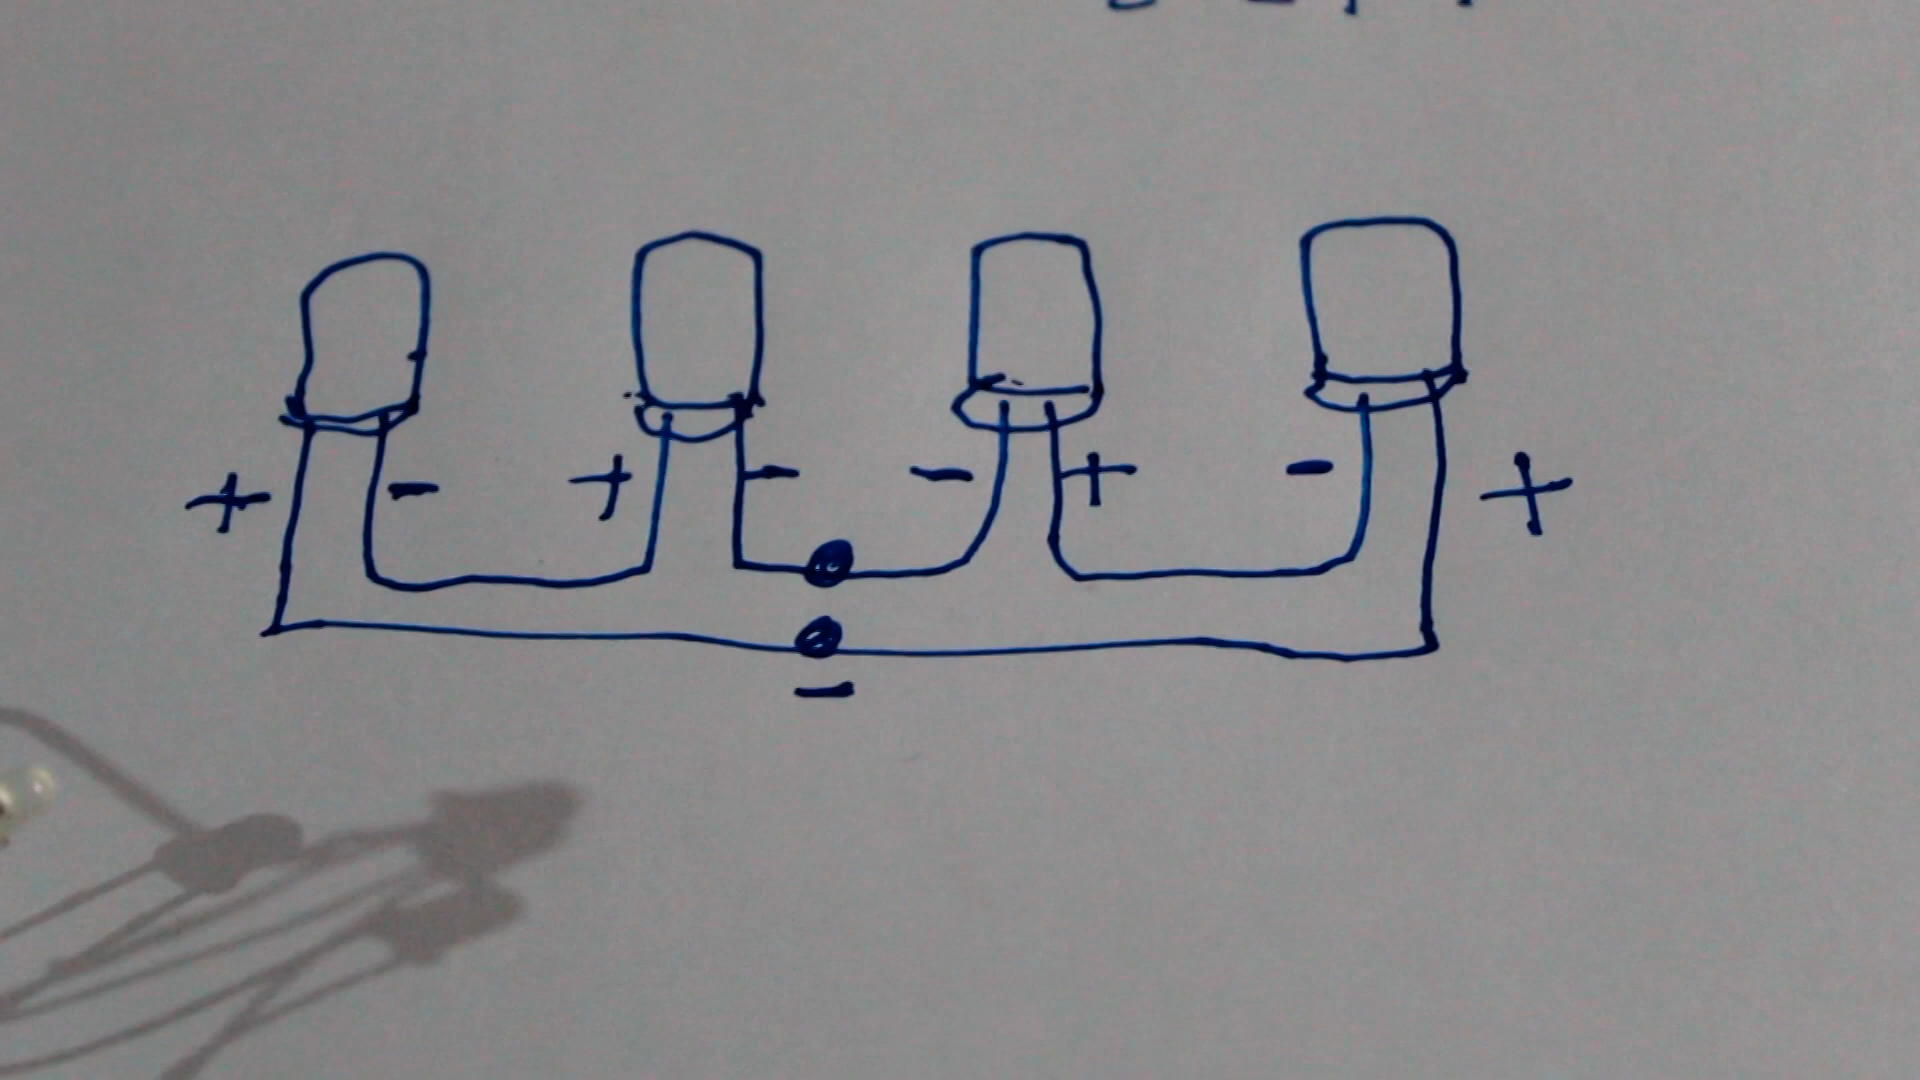 + - + - - + - +
-